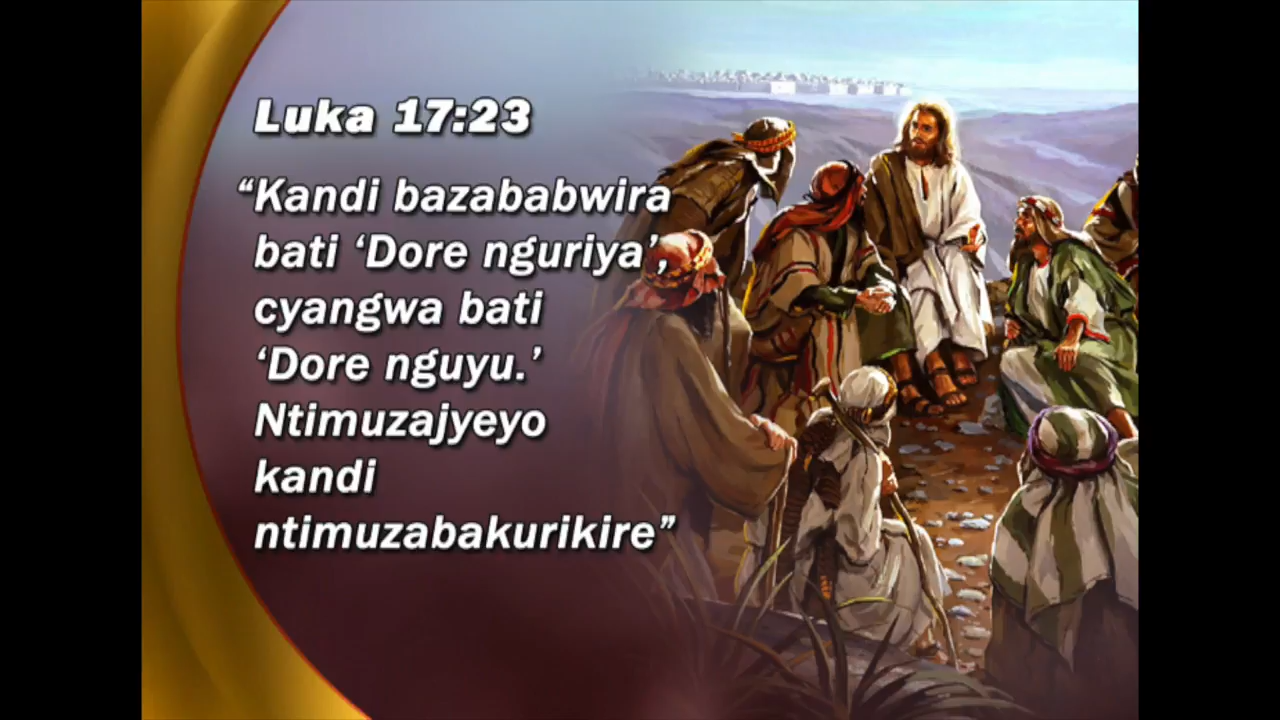 Luka 17:23
“Kandi bazababwira
bati ‘Dore nguriya’,
cyangwa bati
‘Dore nguyu.’
Ntimuzajyeyo
kandi
ntimuzabakurikire”